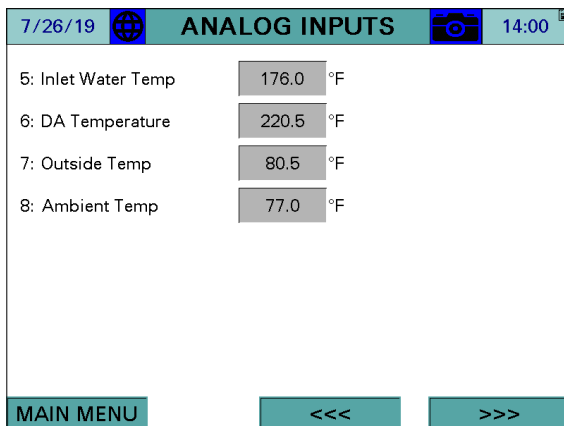 7/26/19 ANALOG INPUTS 14:00
5: Inlet Water Temp 176.0 °F
6: DA Temperature 220.5 °F
7: Outside Temp 80.5 °F
8: Ambient Temp 77.0 °F
MAIN MENU <<< >>>